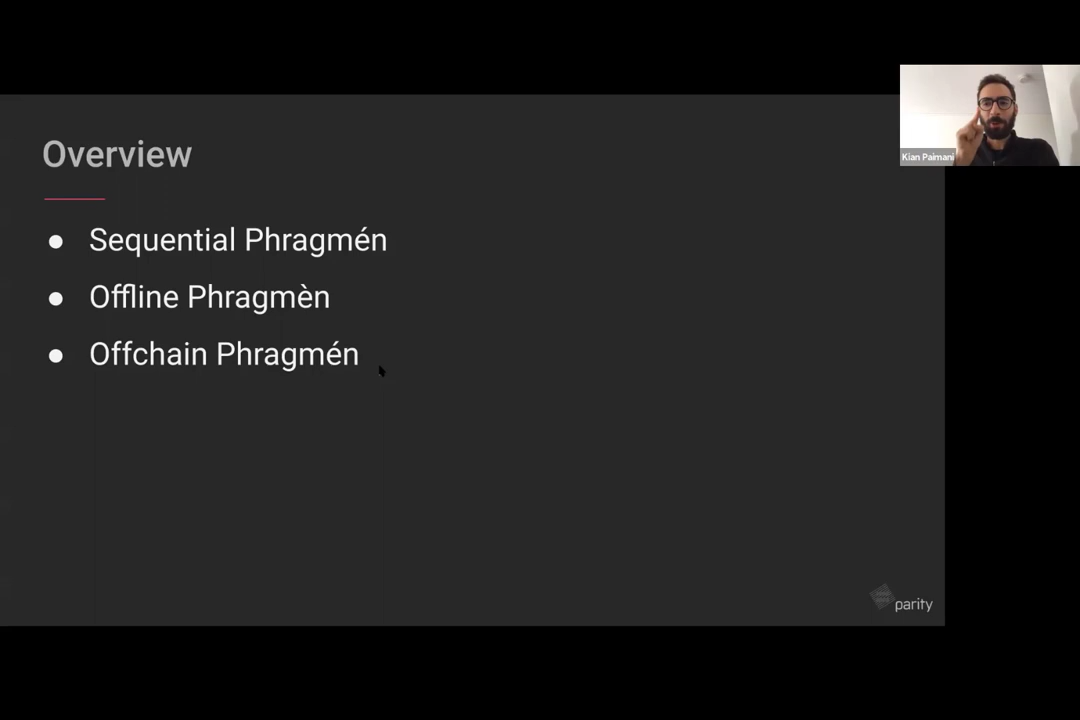 Overview
Kian Paimani
● Sequential Phragmén
● Offline Phragmèn
● Offchain Phragmén
parity